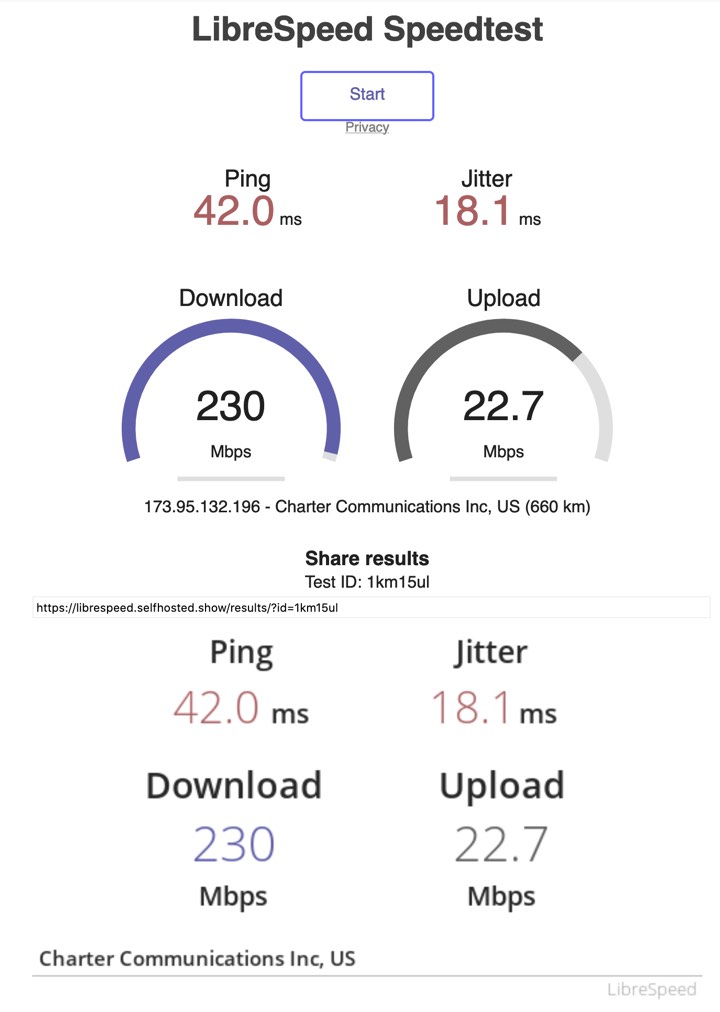 LibreSpeed Speedtest
Start
Privacy
Ping Jitter
42.0 ms 18.1 ms
Download Upload
230 22.7
Mbps Mbps
173.95.132.196 - Charter Communications Inc, US (660 km)
Share results
Test ID: 1km15ul
https://librespeed.selfhosted.show/results/?id=1km15ul
Ping Jitter
42.0 ms 18.1 ms
Download Upload
230 22.7
Mbps Mbps
Charter Communications Inc, US
LibreSpeed